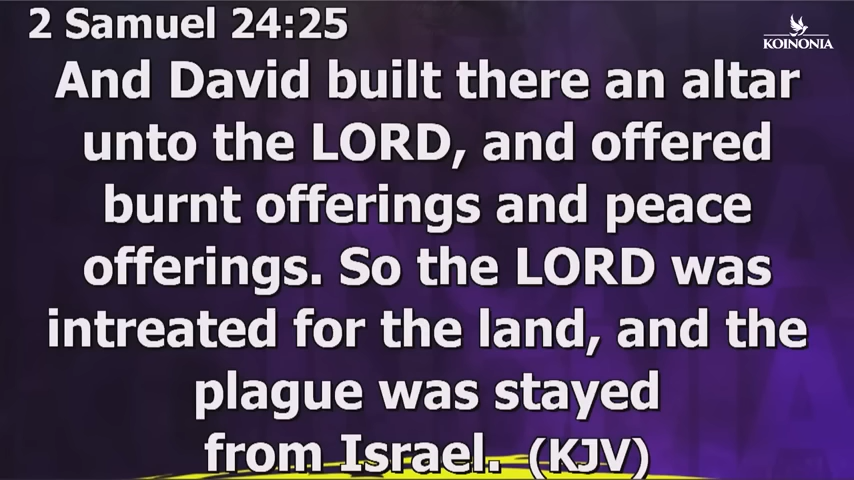 2 Samuel 24:25
KOINONIA
And David built there an altar
unto the LORD, and offered
burnt offerings and peace
offerings. So the LORD was
intreated for the land, and the
plague was stayed
from Israel. (KJV)